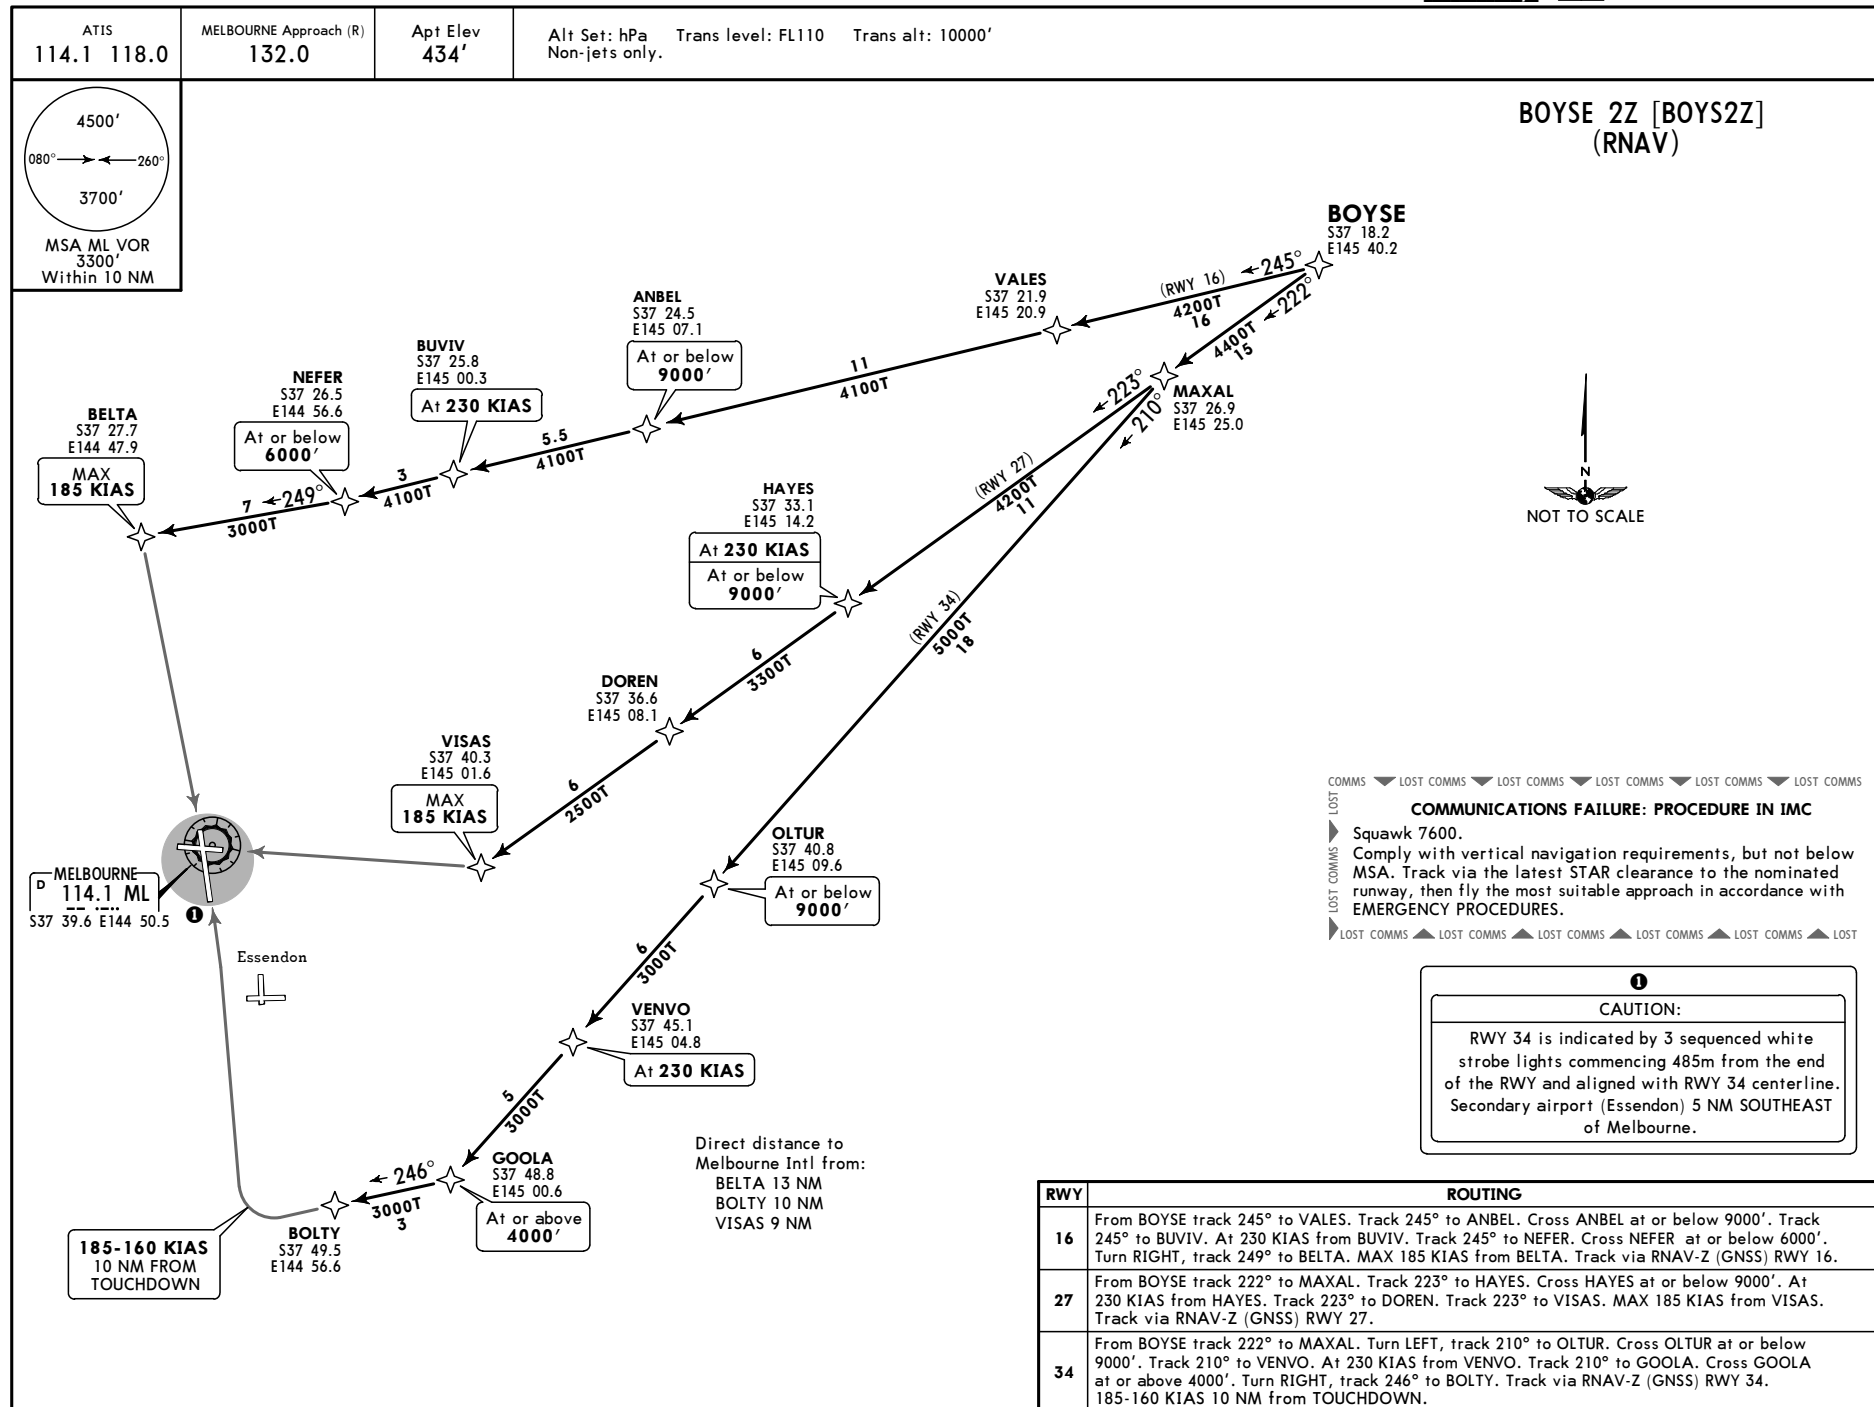 ATIS
114.1 118.0
MELBOURNE Approach (R)
132.0
Apt Elev
434'
Alt Set: hPa Trans level: FL110 Trans alt: 10000'
Non-jets only.
4500'
080° 260°
3700'
MSA ML VOR
3300'
Within 10 NM
BOYSE 2Z [BOYS2Z]
(RNAV)
BOYSE
S37 18.2
E145 40.2
245°
(RWY 16)
4200T
16
222°
4400T
15
VALES
S37 21.9
E145 20.9
11
4100T
ANBEL
S37 24.5
E145 07.1
At or below
9000'
5.5
4100T
BUVIV
S37 25.8
E145 00.3
At 230 KIAS
3
4100T
NEFER
S37 26.5
E144 56.6
At or below
6000'
249°
7
3000T
BELTA
S37 27.7
E144 47.9
MAX
185 KIAS
MAXAL
S37 26.9
E145 25.0
223°
210°
(RWY 27)
4200T
11
HAYES
S37 33.1
E145 14.2
At 230 KIAS
At or below
9000'
6
3300T
DOREN
S37 36.6
E145 08.1
6
2500T
VISAS
S37 40.3
E145 01.6
MAX
185 KIAS
(RWY 34)
5000T
18
OLTUR
S37 40.8
E145 09.6
At or below
9000'
6
3000T
VENVO
S37 45.1
E145 04.8
At 230 KIAS
5
3000T
GOOLA
S37 48.8
E145 00.6
At or above
4000'
246°
3000T
3
BOLTY
S37 49.5
E144 56.6
185-160 KIAS
10 NM FROM
TOUCHDOWN
MELBOURNE
D 114.1 ML
S37 39.6 E144 50.5
1
Essendon
Direct distance to
Melbourne Intl from:
BELTA 13 NM
BOLTY 10 NM
VISAS 9 NM
N
NOT TO SCALE
COMMS LOST COMMS LOST COMMS LOST COMMS LOST COMMS LOST COMMS
LOST
LOST COMMS
COMMUNICATIONS FAILURE: PROCEDURE IN IMC
Squawk 7600.
Comply with vertical navigation requirements, but not below
MSA. Track via the latest STAR clearance to the nominated
runway, then fly the most suitable approach in accordance with
EMERGENCY PROCEDURES.
LOST COMMS LOST COMMS LOST COMMS LOST COMMS LOST COMMS LOST
1
CAUTION:
RWY 34 is indicated by 3 sequenced white
strobe lights commencing 485m from the end
of the RWY and aligned with RWY 34 centerline.
Secondary airport (Essendon) 5 NM SOUTHEAST
of Melbourne.
RWY ROUTING
16
From BOYSE track 245° to VALES. Track 245° to ANBEL. Cross ANBEL at or below 9000'. Track
245° to BUVIV. At 230 KIAS from BUVIV. Track 245° to NEFER. Cross NEFER at or below 6000'.
Turn RIGHT, track 249° to BELTA. MAX 185 KIAS from BELTA. Track via RNAV-Z (GNSS) RWY 16.
27
From BOYSE track 222° to MAXAL. Track 223° to HAYES. Cross HAYES at or below 9000'. At
230 KIAS from HAYES. Track 223° to DOREN. Track 223° to VISAS. MAX 185 KIAS from VISAS.
Track via RNAV-Z (GNSS) RWY 27.
34
From BOYSE track 222° to MAXAL. Turn LEFT, track 210° to OLTUR. Cross OLTUR at or below
9000'. Track 210° to VENVO. At 230 KIAS from VENVO. Track 210° to GOOLA. Cross GOOLA
at or above 4000'. Turn RIGHT, track 246° to BOLTY. Track via RNAV-Z (GNSS) RWY 34.
185-160 KIAS 10 NM from TOUCHDOWN.